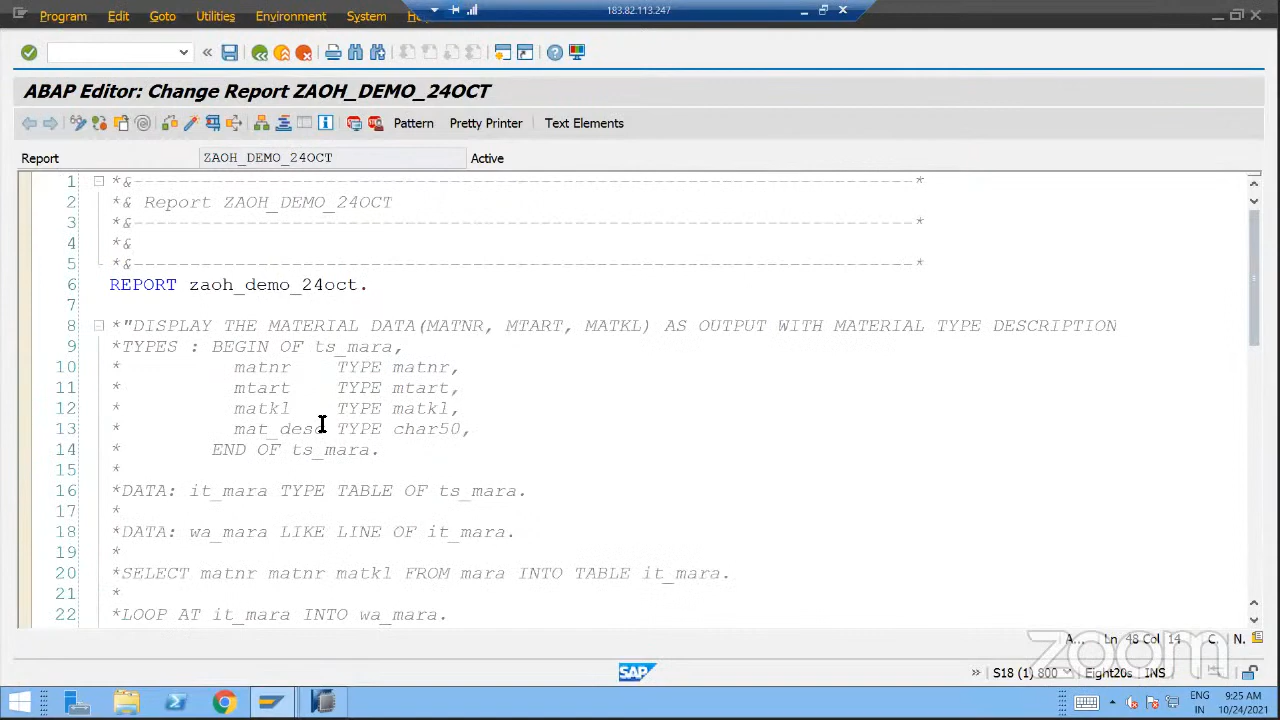 183.82.113.247
Program Edit Goto Utilities Environment System
ABAP Editor: Change Report ZAOH_DEMO_24OCT
Pattern Pretty Printer Text Elements
Report ZAOH_DEMO_24OCT Active
1 *&---------------------------------------------------------------------*
2 *& Report ZAOH_DEMO_24OCT
3 *&---------------------------------------------------------------------*
4 *&
5 *&---------------------------------------------------------------------*
6 REPORT zaoh_demo_24oct.
7
8 *"DISPLAY THE MATERIAL DATA(MATNR, MTART, MATKL) AS OUTPUT WITH MATERIAL TYPE DESCRIPTION
9 *TYPES : BEGIN OF ts_mara,
10 * matnr TYPE matnr,
11 * mtart TYPE mtart,
12 * matkl TYPE matkl,
13 * mat_desc TYPE char50,
14 * END OF ts_mara.
15 *
16 *DATA: it_mara TYPE TABLE OF ts_mara.
17 *
18 *DATA: wa_mara LIKE LINE OF it_mara.
19 *
20 *SELECT matnr matnr matkl FROM mara INTO TABLE it_mara.
21 *
22 *LOOP AT it_mara INTO wa_mara.
A... Ln 48 Col 14 C. N.
zoom
SAP » S18 (1) 800 Eight20s INS
ENG 9:25 AM
IN 10/24/2021